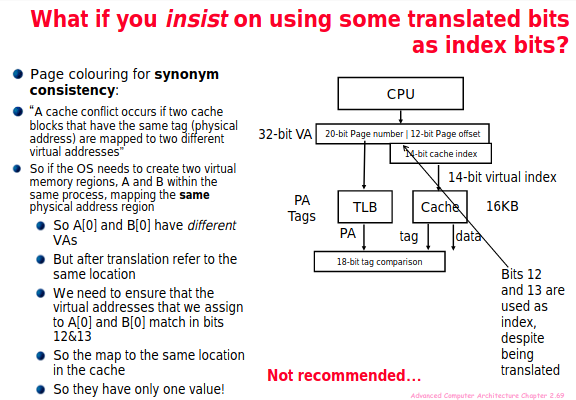 What if you insist on using some translated bits
as index bits?
Page colouring for synonym
consistency:
“A cache conflict occurs if two cache
blocks that have the same tag (physical
address) are mapped to two different
virtual addresses”
So if the OS needs to create two virtual
memory regions, A and B within the
same process, mapping the same
physical address region
So A[0] and B[0] have different
VAs
But after translation refer to the
same location
We need to ensure that the
virtual addresses that we assign
to A[0] and B[0] match in bits
12&13
So the map to the same location
in the cache
So they have only one value!
CPU
32-bit VA
20-bit Page number | 12-bit Page offset
14-bit cache index
14-bit virtual index
PA
Tags
TLB
Cache
16KB
PA
tag
data
18-bit tag comparison
Bits 12
and 13 are
used as
index,
despite
being
translated
Not recommended…
Advanced Computer Architecture Chapter 2.69